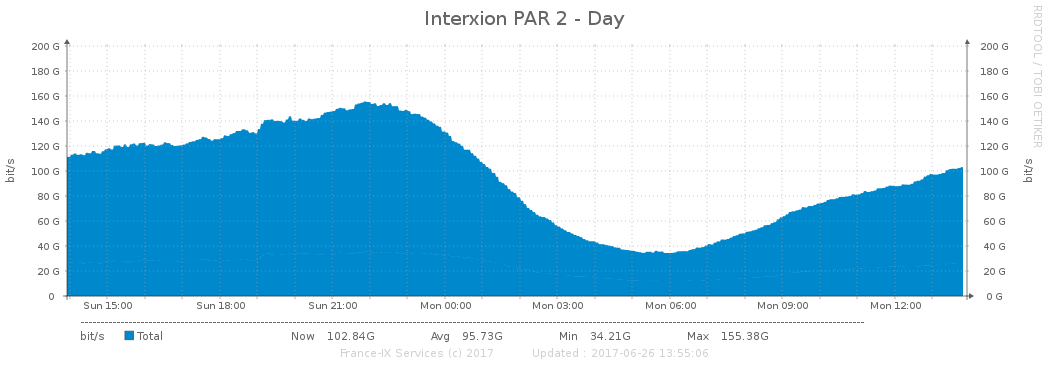 Interxion PAR 2 - Day
RRDTOOL / TOBI OETIKER
200 G 200 G
180 G 180 G
160 G 160 G
140 G 140 G
120 G 120 G
100 G 100 G
80 G 80 G
60 G 60 G
40 G 40 G
20 G 20 G
0 0 G
bit/s bit/s
Sun 15:00 Sun 18:00 Sun 21:00 Mon 00:00 Mon 03:00 Mon 06:00 Mon 09:00 Mon 12:00
bit/s Total Now 102.84G Avg 95.73G Min 34.21G Max 155.38G
France-IX Services (c) 2017 Updated : 2017-06-26 13:55:06